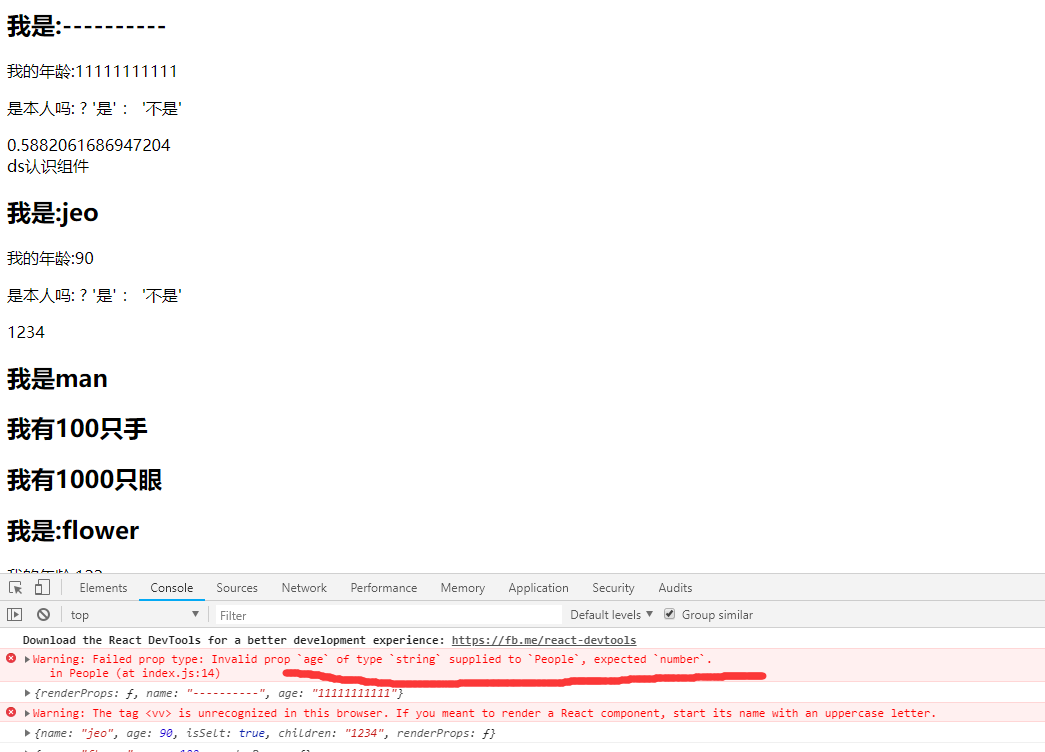 我是:----------
我的年龄:11111111111
是本人吗: ? '是' ： '不是'
0.5882061686947204
ds认识组件
我是:jeo
我的年龄:90
是本人吗: ? '是' ： '不是'
1234
我是man
我有100只手
我有1000只眼
我是:flower
Elements Console Sources Network Performance Memory Application Security Audits
top Filter Default levels Group similar
Download the React DevTools for a better development experience: https://fb.me/react-devtools
Warning: Failed prop type: Invalid prop `age` of type `string` supplied to `People`, expected `number`.
in People (at index.js:14)
{renderProps: ƒ, name: "----------", age: "11111111111"}
Warning: The tag <vv> is unrecognized in this browser. If you meant to render a React component, start its name with an uppercase letter.
{name: "jeo", age: 90, isSelt: true, children: "1234", renderProps: ƒ}